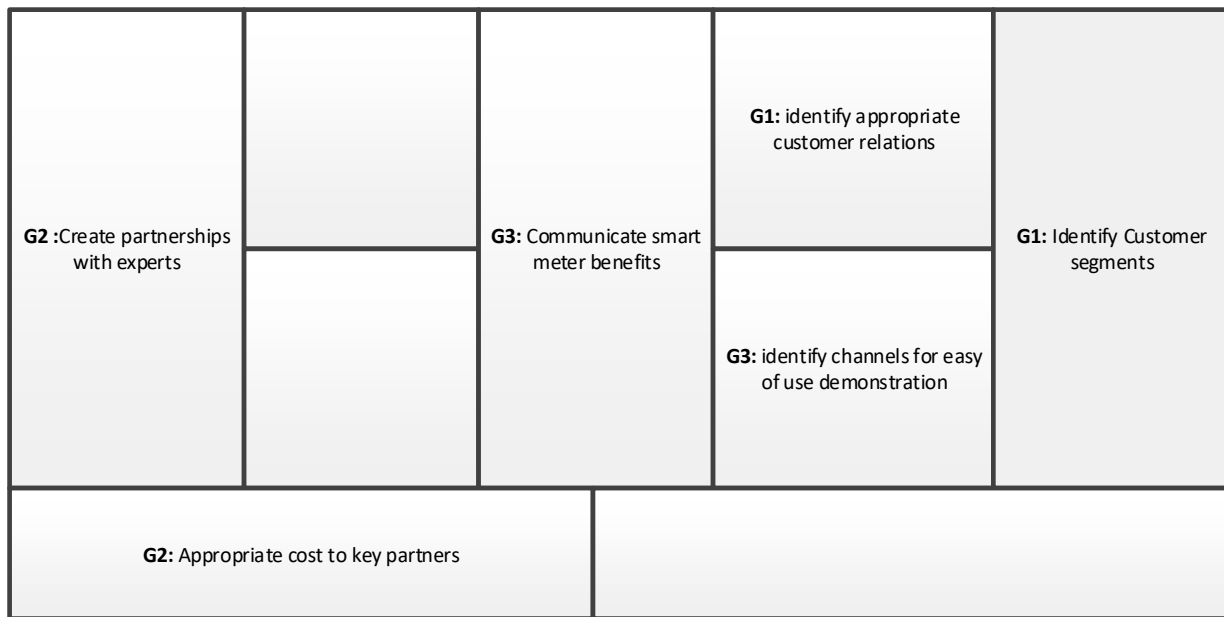 G2 :Create partnerships
with experts
G3: Communicate smart
meter benefits
G1: identify appropriate
customer relations
G3: identify channels for easy
of use demonstration
G1: Identify Customer
segments
G2: Appropriate cost to key partners